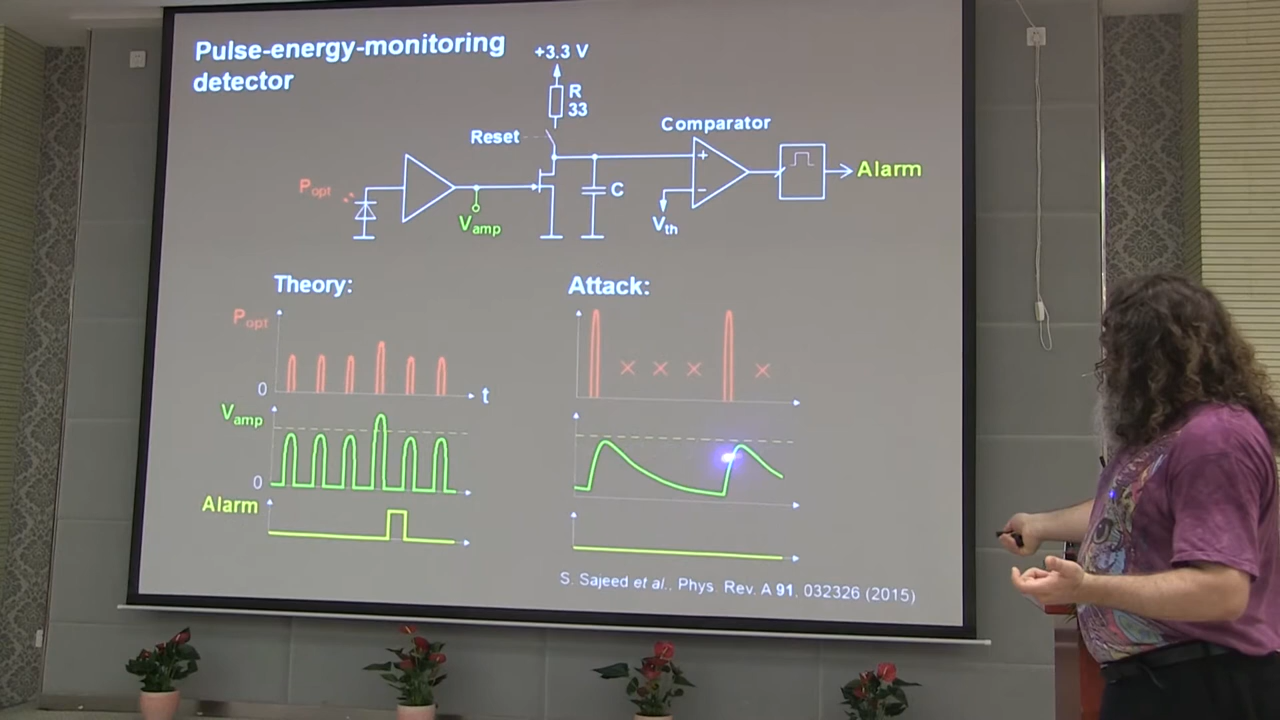 Pulse-energy-monitoring
detector
+3.3 V
R
33
Reset
Comparator
+
−
Popt
Vamp
C
Vth
Alarm
Theory:
Attack:
Popt
0
t
Vamp
0
Alarm
S. Sajeed et al., Phys. Rev. A 91, 032326 (2015)